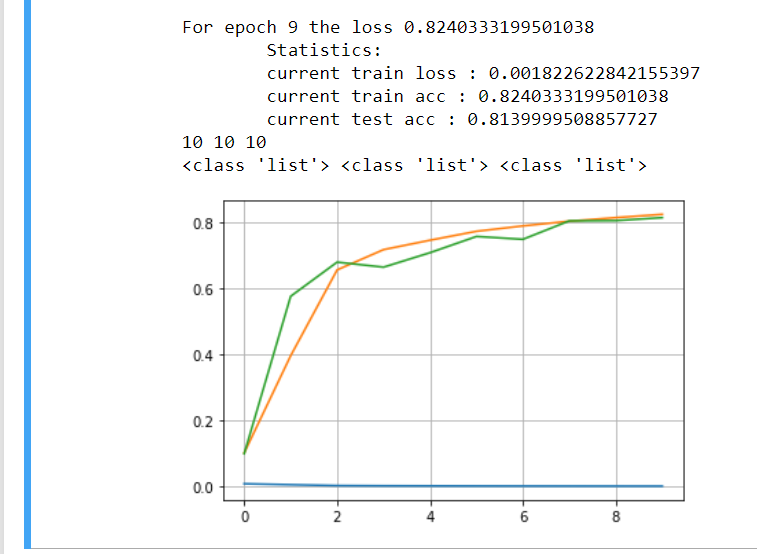 For epoch 9 the loss 0.8240333199501038
Statistics:
current train loss : 0.001822622842155397
current train acc : 0.8240333199501038
current test acc : 0.8139999508857727
10 10 10
<class 'list'> <class 'list'> <class 'list'>
0.8
0.6
0.4
0.2
0.0
0 2 4 6 8